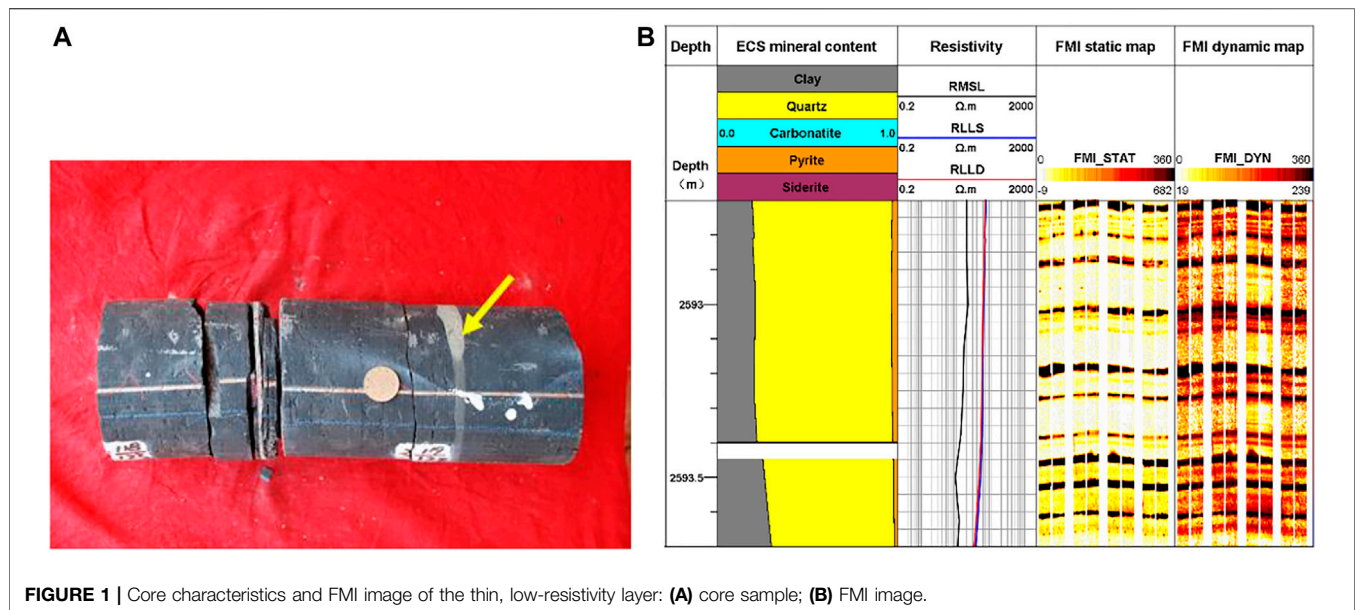 A
B
Depth ECS mineral content Resistivity FMI static map FMI dynamic map
Depth
(m)
Clay
Quartz
0.0 Carbonatite 1.0
Pyrite
Siderite
RMSL
0.2 Ω.m 2000
RLLS
0.2 Ω.m 2000
RLLD
0.2 Ω.m 2000
0 FMI_STAT 360
-9 682
0 FMI_DYN 360
19 239
2593
2593.5
FIGURE 1 | Core characteristics and FMI image of the thin, low-resistivity layer: (A) core sample; (B) FMI image.